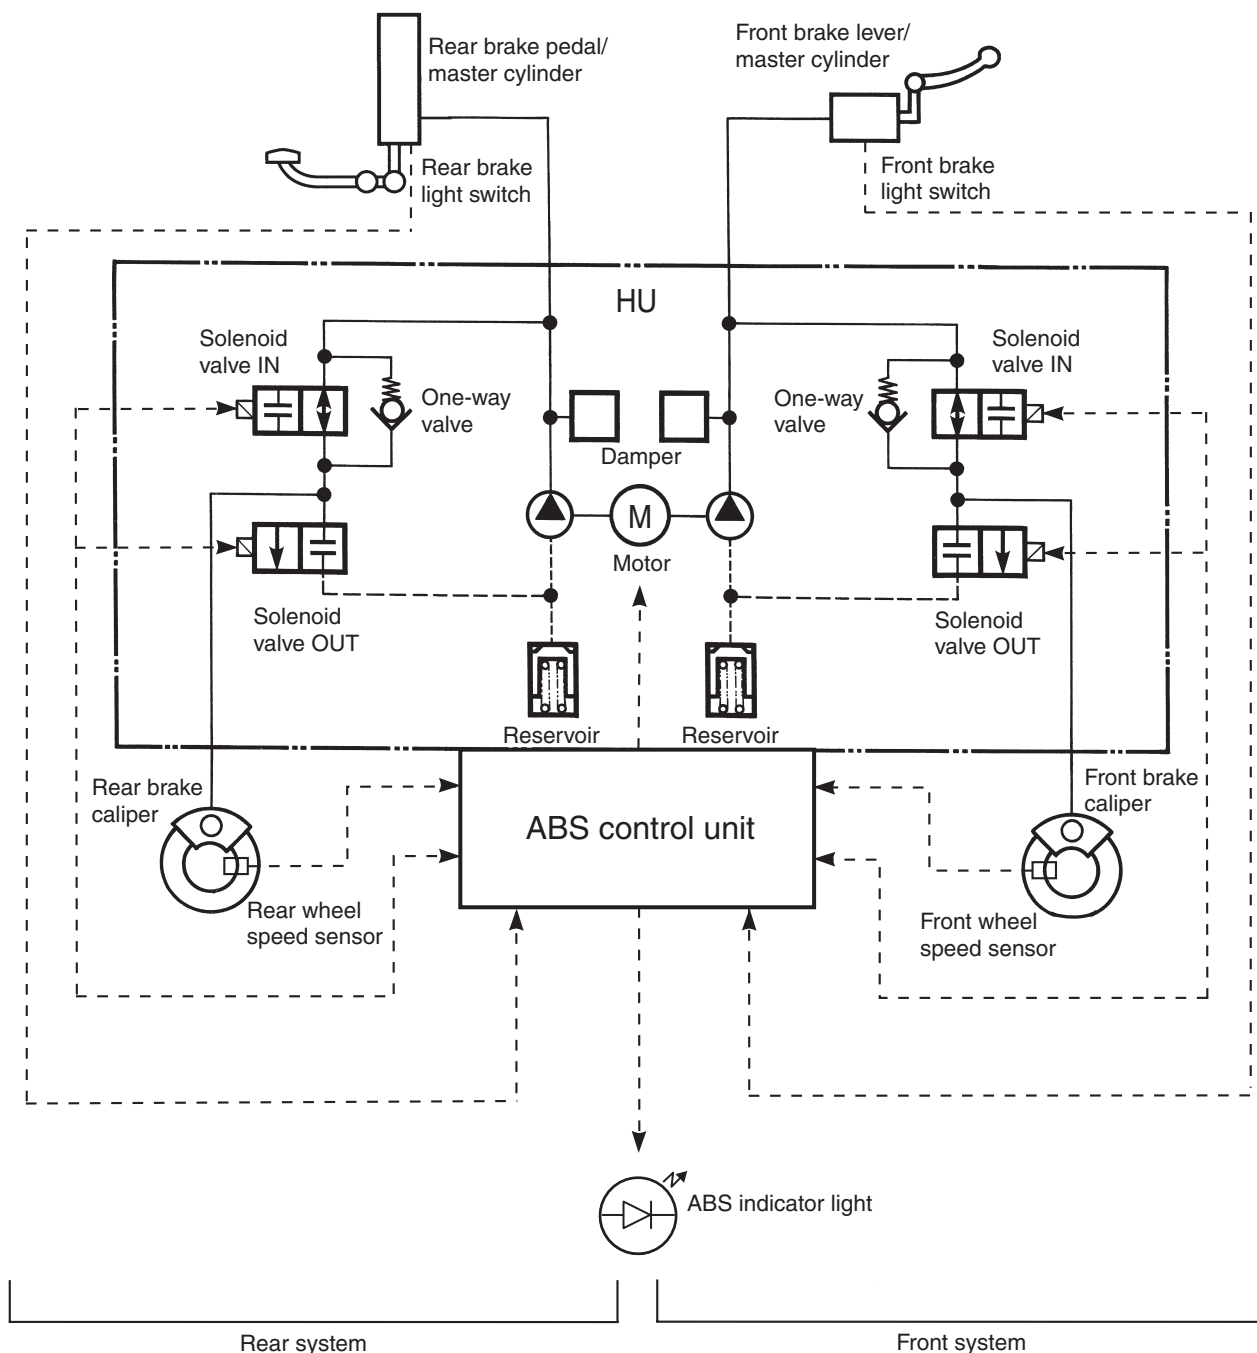 Rear brake pedal/
master cylinder
Front brake lever/
master cylinder
Rear brake
light switch
Front brake
light switch
HU
Solenoid
valve IN
One-way
valve
Damper
One-way
valve
Solenoid
valve IN
M
Motor
Solenoid
valve OUT
Solenoid
valve OUT
Reservoir
Reservoir
Rear brake
caliper
Front brake
caliper
ABS control unit
Rear wheel
speed sensor
Front wheel
speed sensor
ABS indicator light
Rear system
Front system